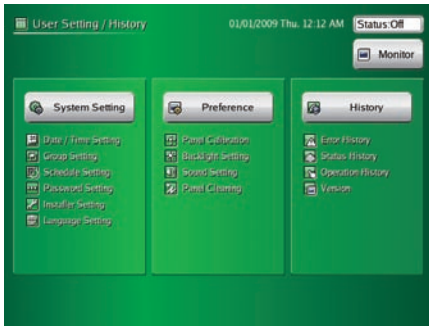 User Setting / History
01/01/2009 Thu. 12:12 AM
Status:Off
Monitor
System Setting
Date / Time Setting
Group Setting
Schedule Setting
Password Setting
Installer Setting
Language Setting
Preference
Panel Calibration
Backlight Setting
Sound Setting
Panel Cleaning
History
Error History
Status History
Operation History
Version